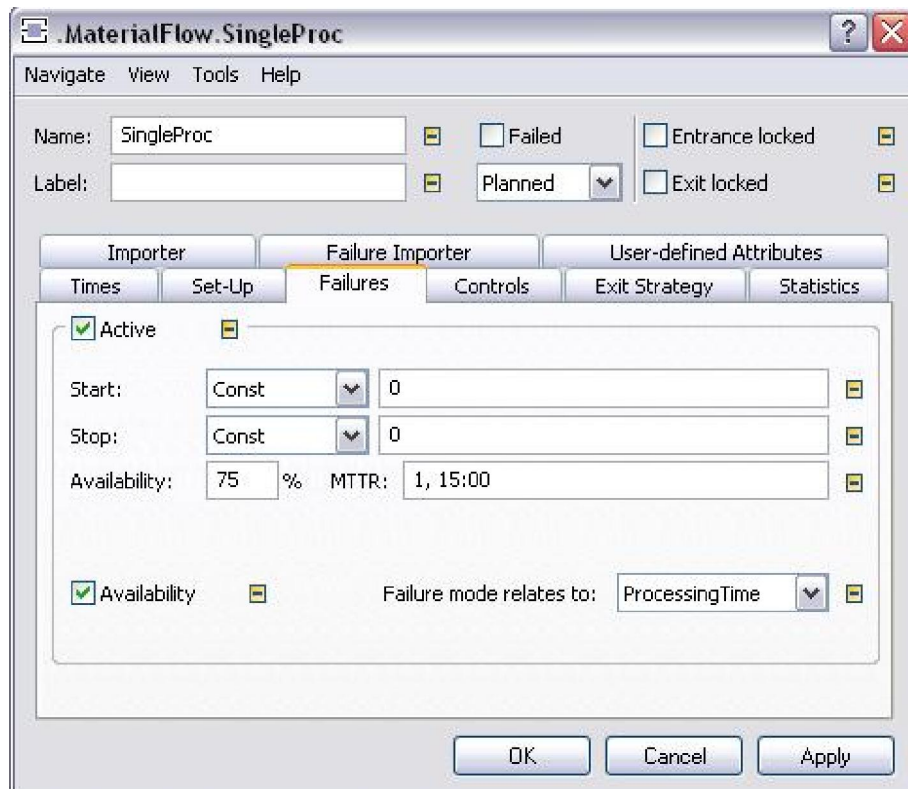 .MaterialFlow.SingleProc ?
Navigate View Tools Help
Name: SingleProc Failed Entrance locked
Label: Planned Exit locked
Importer Failure Importer User-defined Attributes
Times Set-Up Failures Controls Exit Strategy Statistics
Active
Start: Const 0
Stop: Const 0
Availability: 75 % MTTR: 1, 15:00
Availability Failure mode relates to: ProcessingTime
OK Cancel Apply